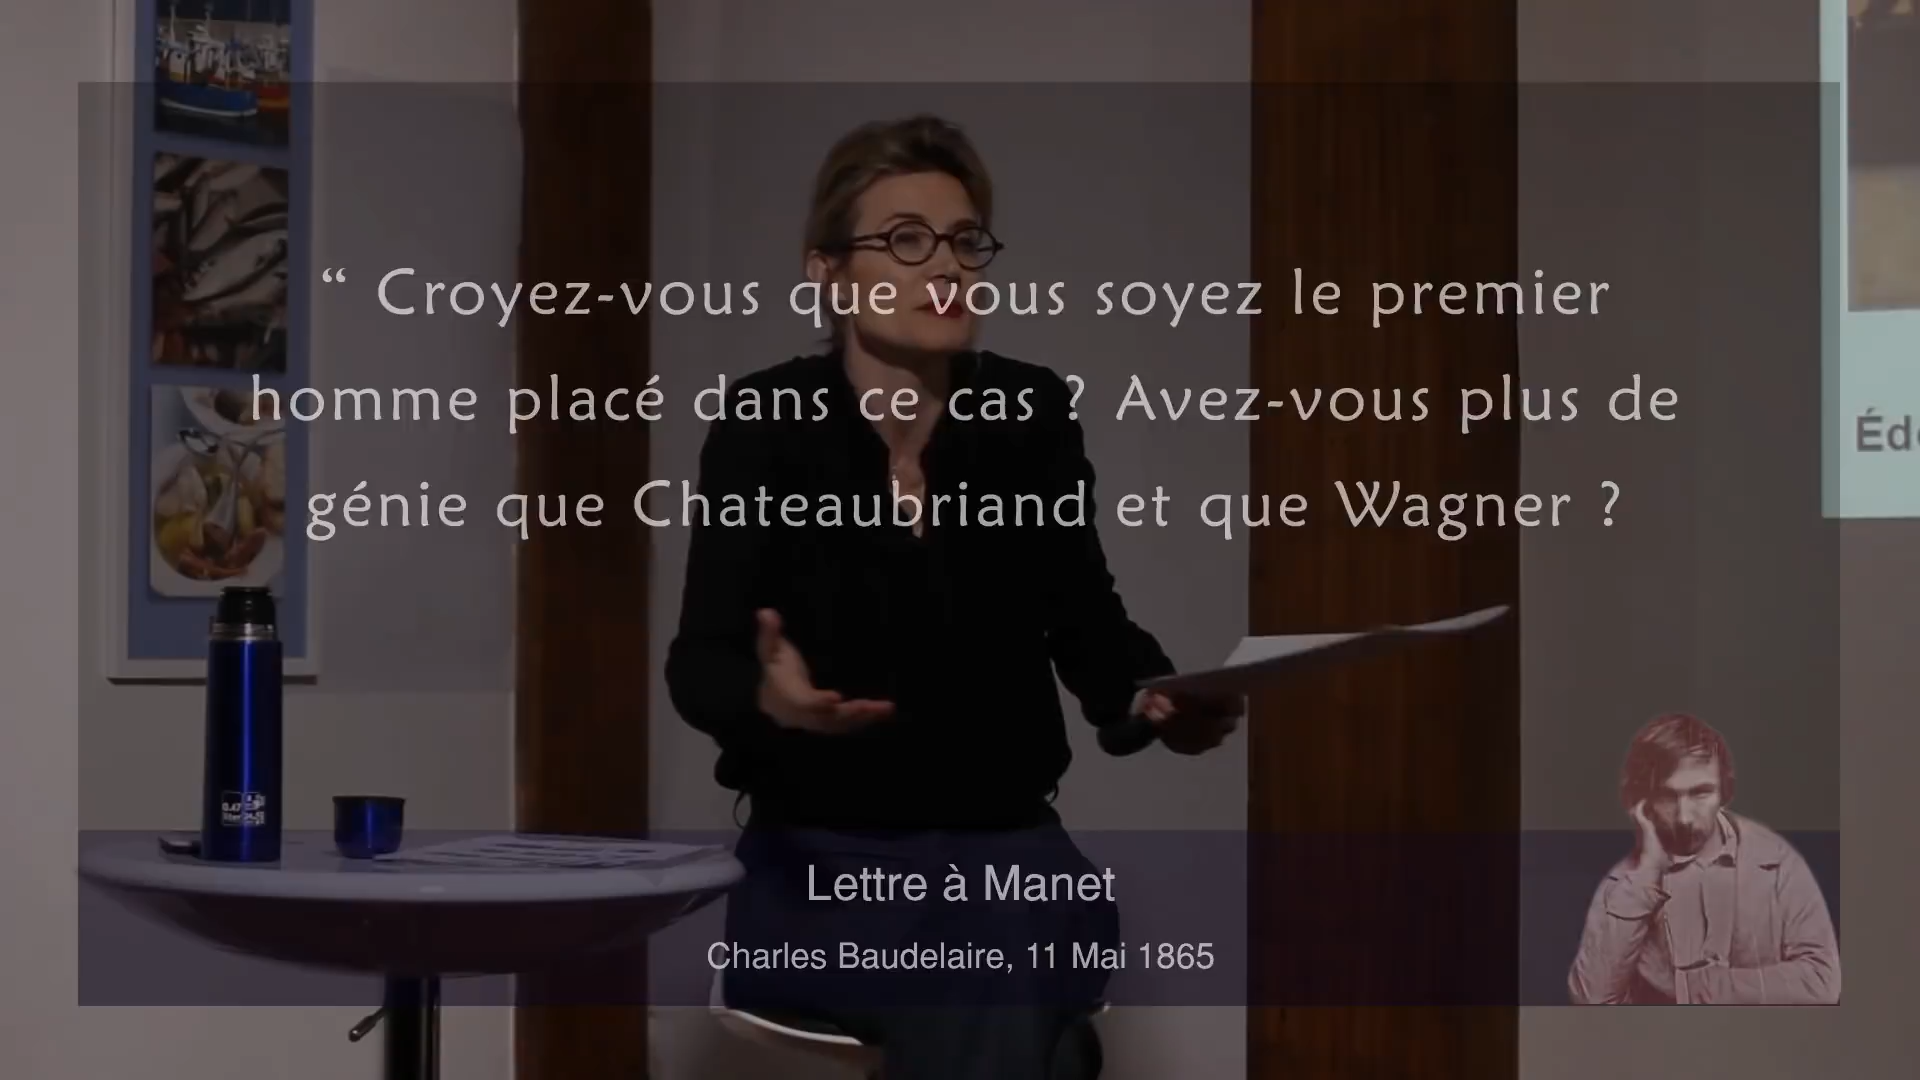 “ Croyez-vous que vous soyez le premier
homme placé dans ce cas ? Avez-vous plus de
génie que Chateaubriand et que Wagner ?
Lettre à Manet
Charles Baudelaire, 11 Mai 1865